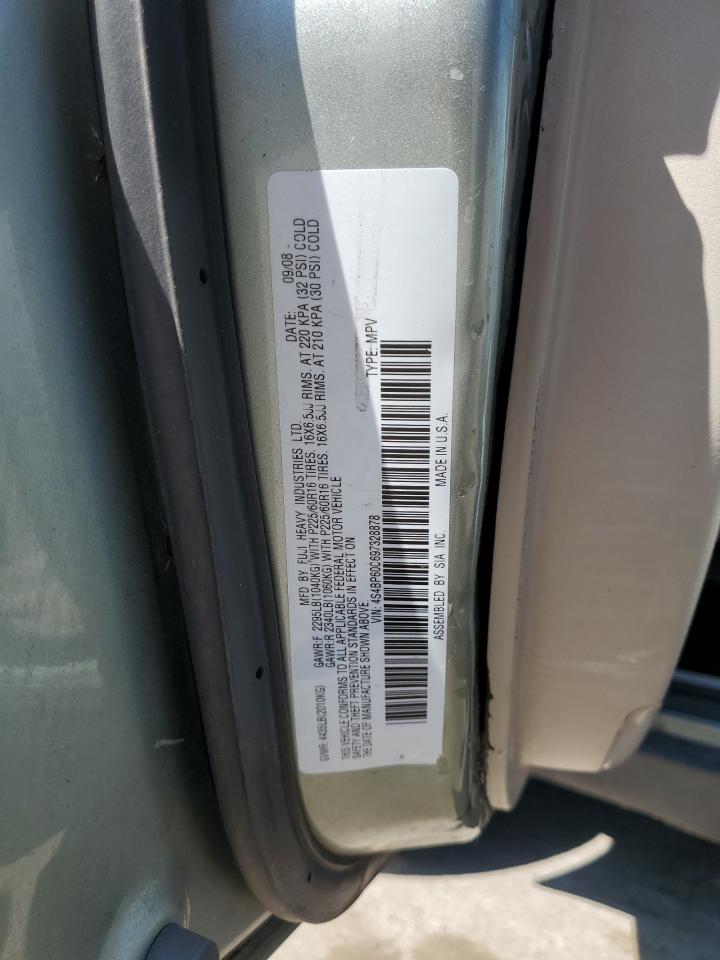 MFD BY FUJI HEAVY INDUSTRIES LTD. DATE: 09/08
GVWR: 4435LB(2010KG) GAWR:F 2295LB(1040KG) WITH P225/60R16 TIRES. 16X6.5JJ RIMS. AT 220 KPA (32 PSI) COLD
GAWR:R 2340LB(1060KG) WITH P225/60R16 TIRES. 16X6.5JJ RIMS. AT 210 KPA (30 PSI) COLD
THIS VEHICLE CONFORMS TO ALL APPLICABLE FEDERAL MOTOR VEHICLE
SAFETY AND THEFT PREVENTION STANDARDS IN EFFECT ON
THE DATE OF MANUFACTURE SHOWN ABOVE.
VIN: 4S4BP60C697328878 TYPE: MPV
ASSEMBLED BY SIA INC. MADE IN U.S.A.